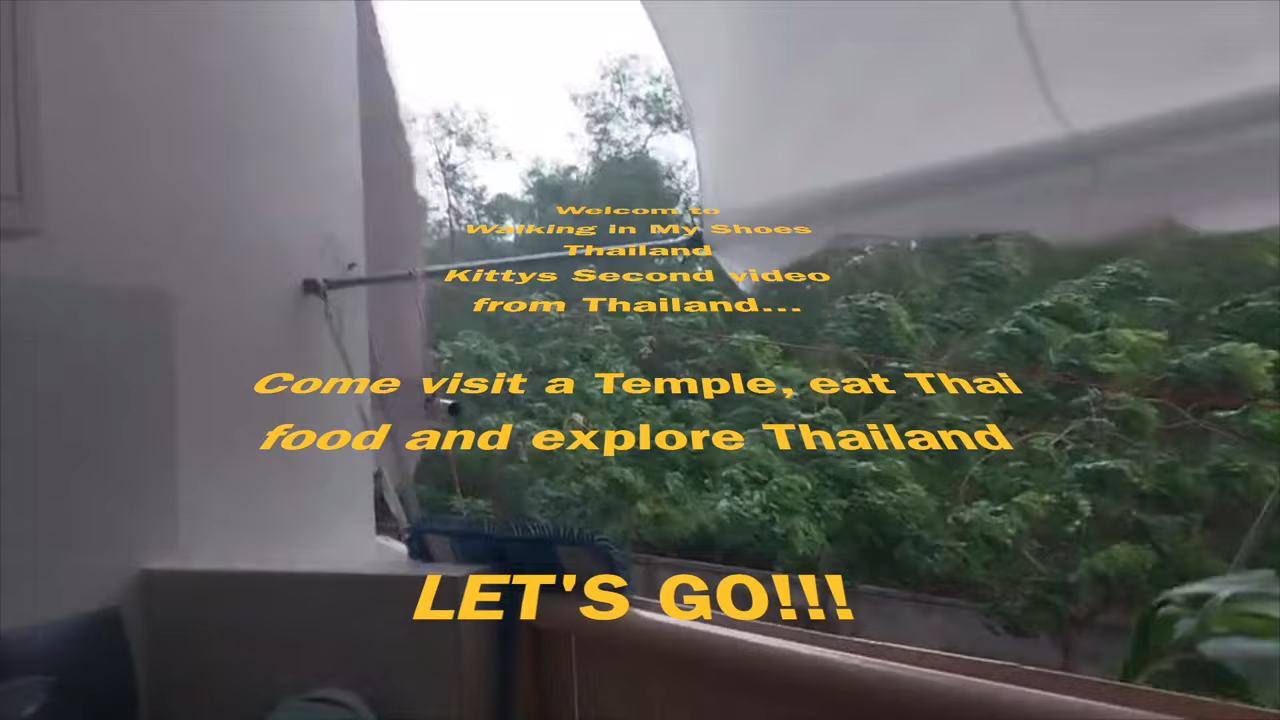 Welcom to
Walking in My Shoes
Thailand
Kittys Second video
from Thailand...
Come visit a Temple, eat Thai
food and explore Thailand
LET'S GO!!!